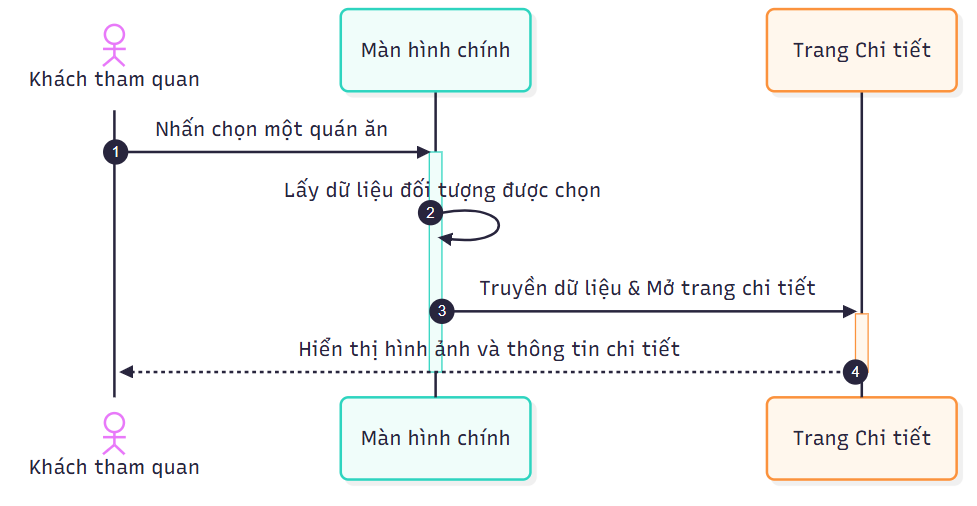 Khách tham quan
Màn hình chính
Trang Chi tiết
Nhấn chọn một quán ăn
1
Lấy dữ liệu đối tượng được chọn
2
Truyền dữ liệu & Mở trang chi tiết
3
Hiển thị hình ảnh và thông tin chi tiết
4
Khách tham quan
Màn hình chính
Trang Chi tiết